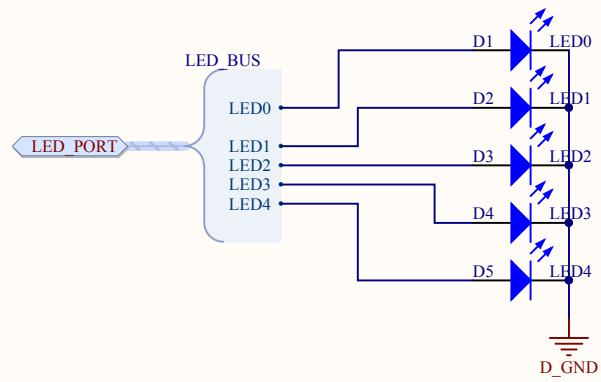 LED_BUS
LED_PORT
LED0
LED1
LED2
LED3
LED4
D1 LED0
D2 LED1
D3 LED2
D4 LED3
D5 LED4
D_GND